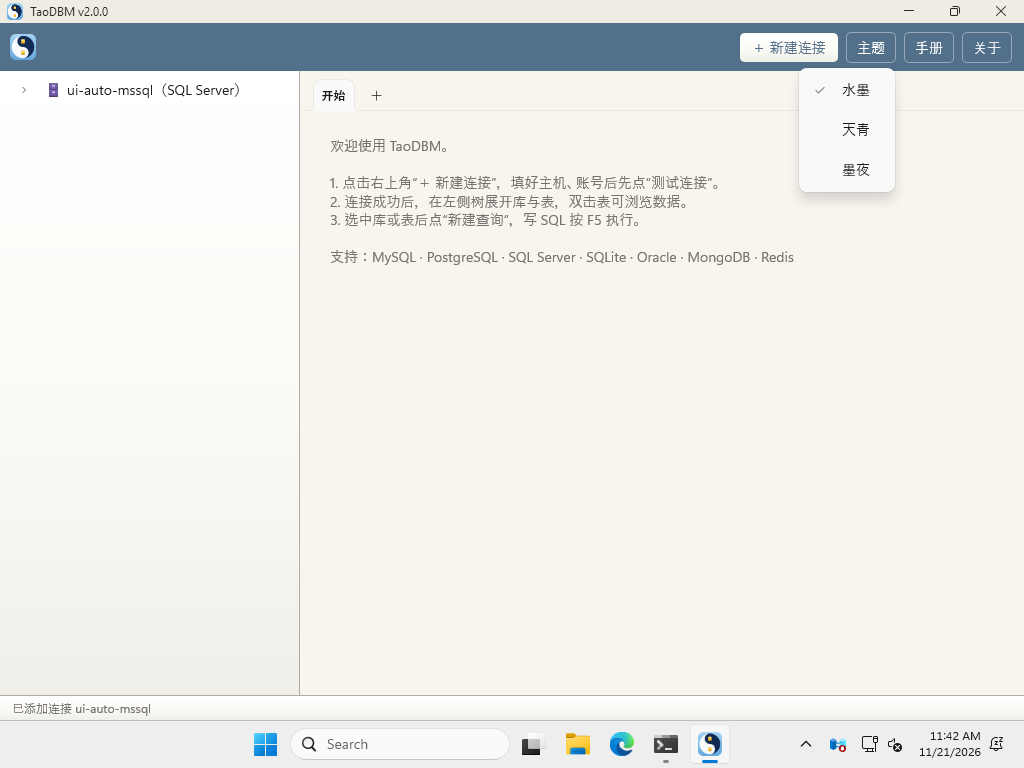 TaoDBM v2.0.0
＋ 新建连接
主题
手册
关于
ui-auto-mssql（SQL Server）
开始
水墨
天青
墨夜
欢迎使用 TaoDBM。
1. 点击右上角“＋ 新建连接”，填好主机、账号后先点“测试连接”。
2. 连接成功后，在左侧树展开库与表，双击表可浏览数据。
3. 选中库或表后点“新建查询”，写 SQL 按 F5 执行。
支持：MySQL · PostgreSQL · SQL Server · SQLite · Oracle · MongoDB · Redis
已添加连接 ui-auto-mssql
Search
11:42 AM
11/21/2026